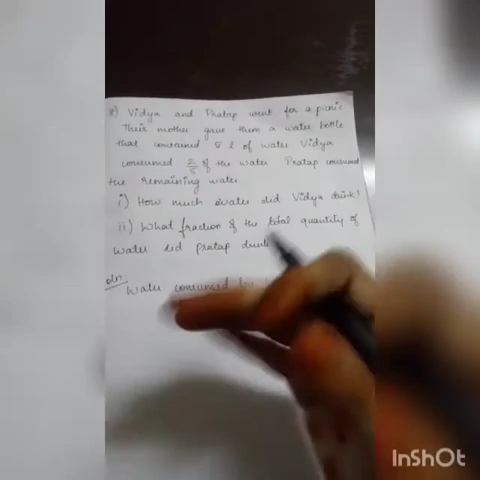 8) Vidya and Pratap went for a picnic
Their mother gave them a water bottle
that contained 5 l of water Vidya
consumed 2/5 of the water Pratap consumed
the remaining water
i) How much water did Vidya drink?
ii) What fraction of the total quantity of
water did pratap drink
Soln:
Water consumed by
InShOt